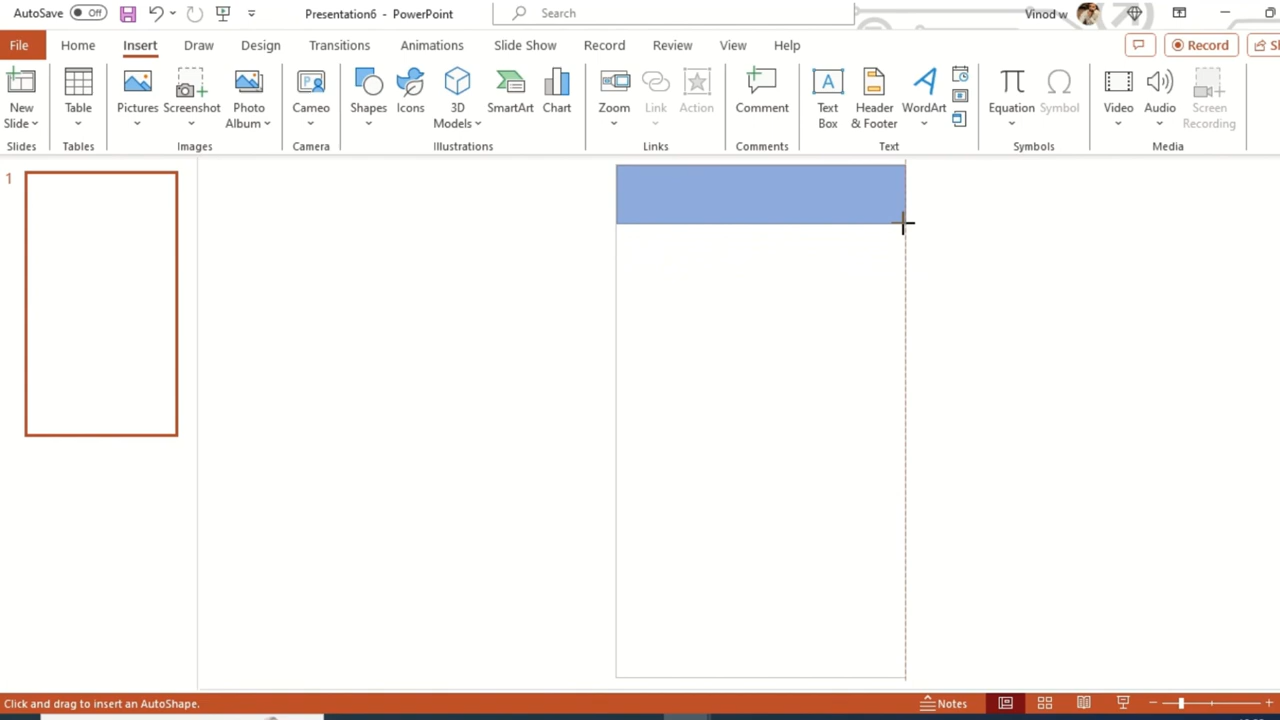 AutoSave Off Presentation6 - PowerPoint Search Vinod w
File Home Insert Draw Design Transitions Animations Slide Show Record Review View Help Record
New Slide Table Pictures Screenshot Photo Album Cameo Shapes Icons 3D Models SmartArt Chart Zoom Link Action Comment Text Box Header & Footer WordArt Equation Symbol Video Audio Screen Recording
Slides Tables Images Camera Illustrations Links Comments Text Symbols Media
1
Click and drag to insert an AutoShape. Notes